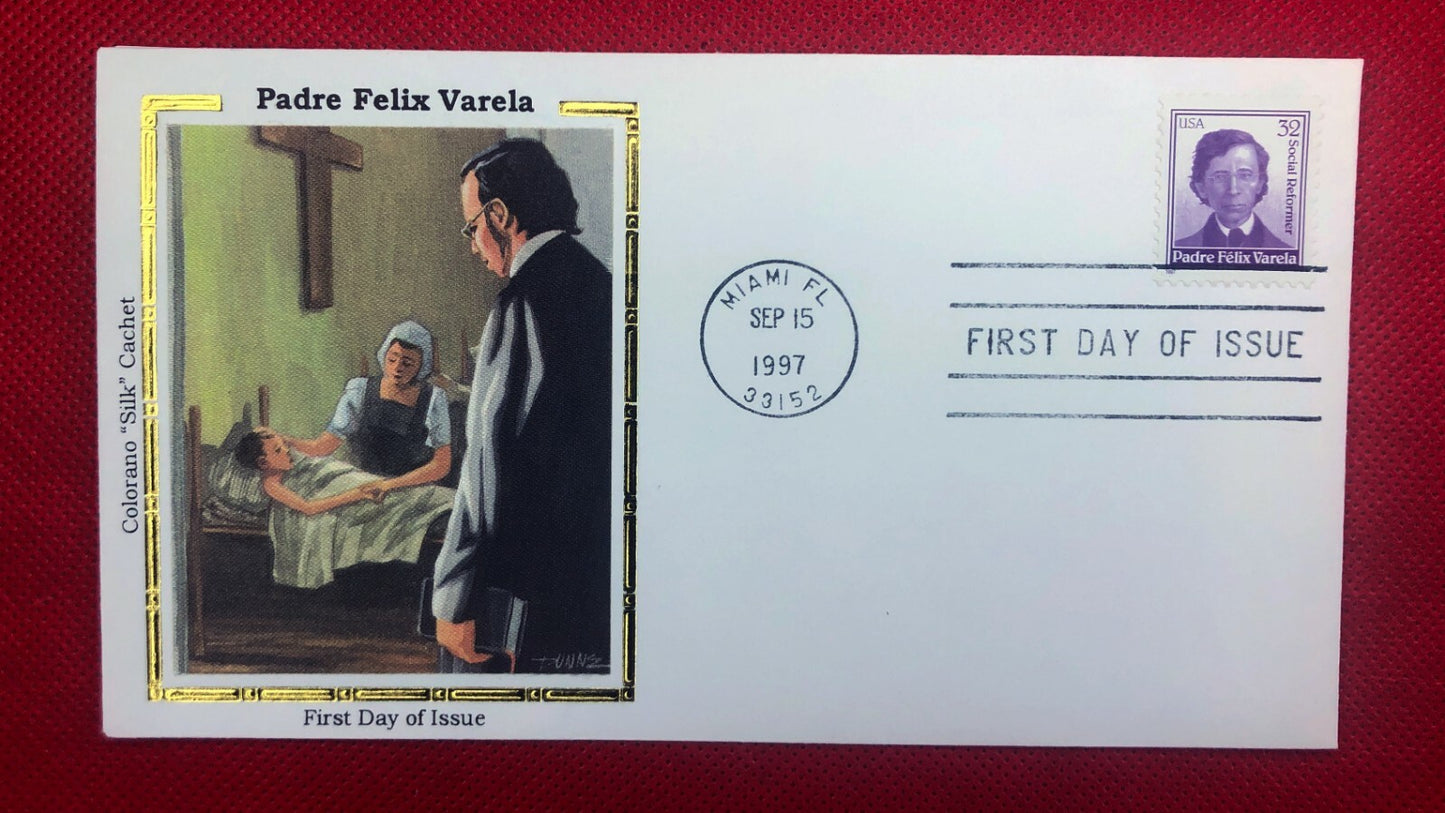 Padre Felix Varela
Colorano “Silk” Cachet
First Day of Issue
MIAMI FL
SEP 15
1997
33152
USA
32
Social Reformer
Padre Félix Varela
FIRST DAY OF ISSUE